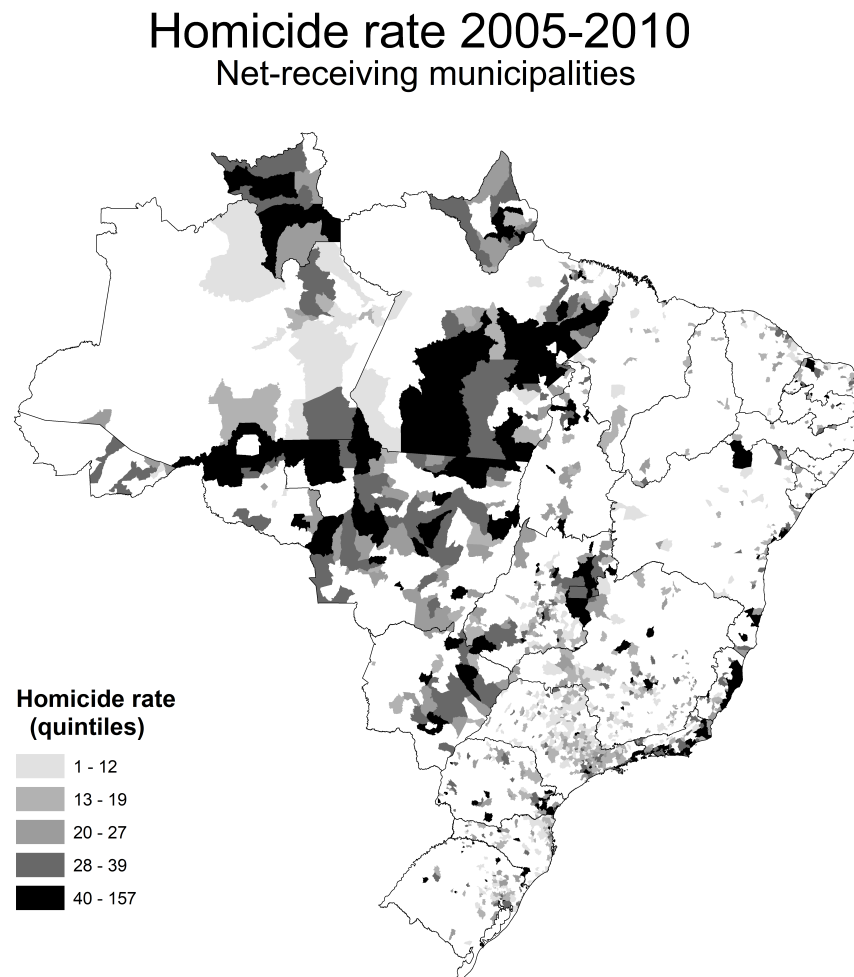 Homicide rate 2005-2010
Net-receiving municipalities
Homicide rate
(quintiles)
1 - 12
13 - 19
20 - 27
28 - 39
40 - 157